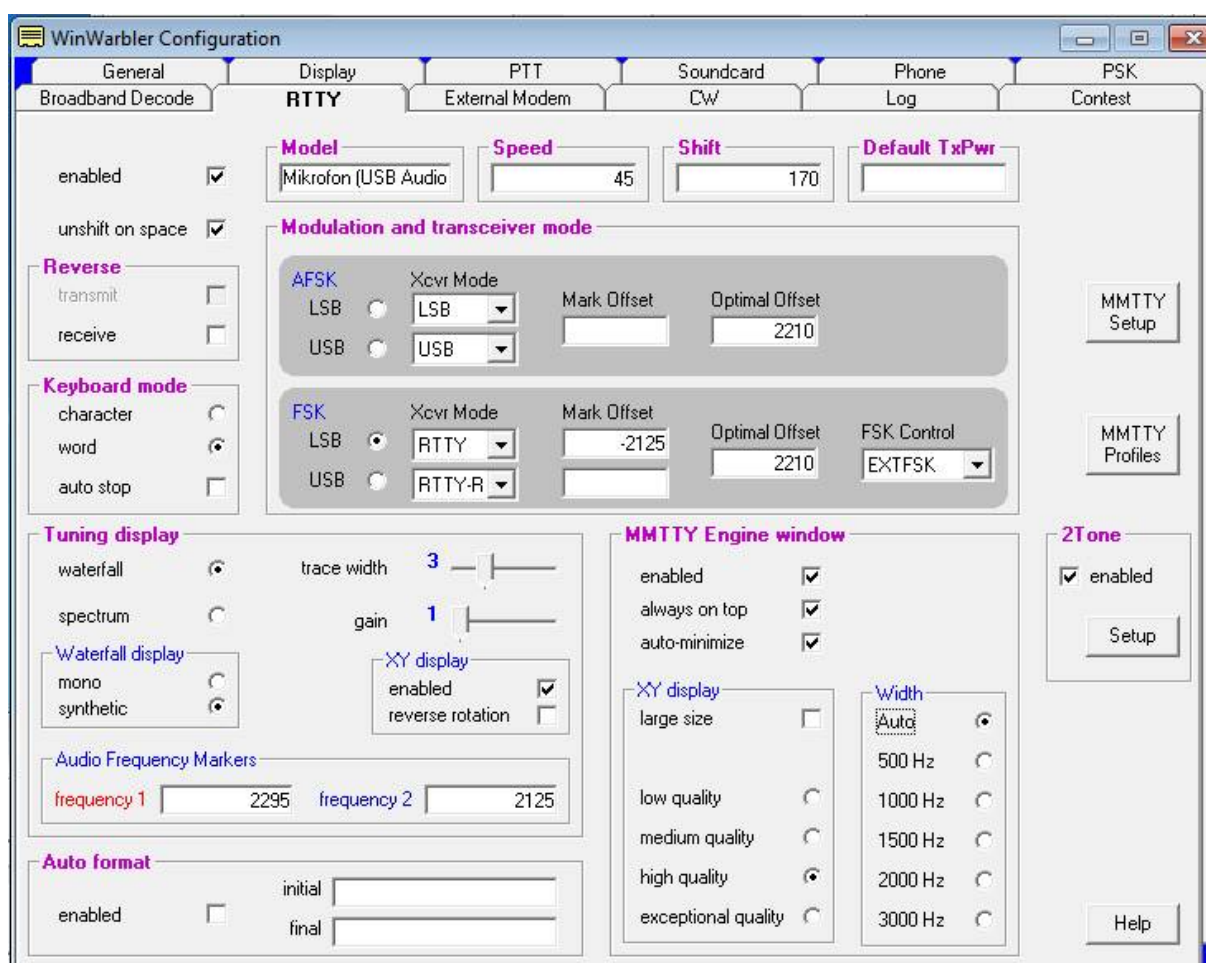 WinWarbler Configuration
General Display PTT Soundcard Phone PSK
Broadband Decode RTTY External Modem CW Log Contest
Model Speed Shift Default TxPwr
enabled Mikrofon (USB Audio 45 170
unshift on space Modulation and transceiver mode
Reverse
transmit
receive
AFSK Xcvr Mode Mark Offset Optimal Offset
LSB LSB 2210
USB USB
MMTTY
Setup
Keyboard mode
character
word
auto stop
FSK Xcvr Mode Mark Offset Optimal Offset FSK Control
LSB RTTY -2125 2210 EXTFSK
USB RTTY-R
MMTTY
Profiles
Tuning display
waterfall trace width 3
spectrum gain 1
Waterfall display
mono
synthetic
XY display
enabled
reverse rotation
Audio Frequency Markers
frequency 1 2295 frequency 2 2125
MMTTY Engine window
enabled
always on top
auto-minimize
XY display
large size
low quality
medium quality
high quality
exceptional quality
Width
Auto
500 Hz
1000 Hz
1500 Hz
2000 Hz
3000 Hz
2Tone
enabled
Setup
Auto format
enabled
initial
final
Help